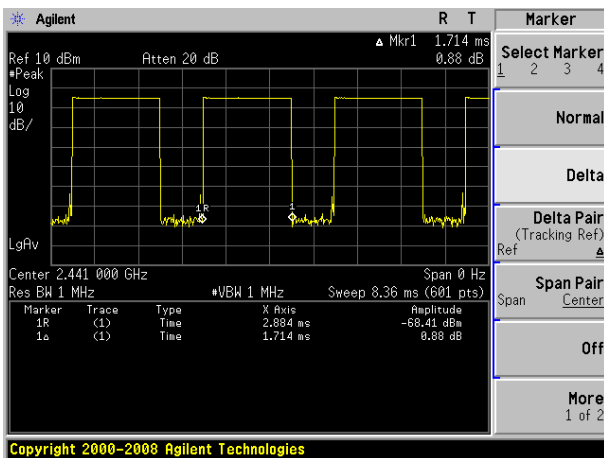 Agilent R T Marker
Δ Mkr1 1.714 ms
Ref 10 dBm Atten 20 dB 0.88 dB
#Peak
Log
10
dB/
1R
1
LgAv
Center 2.441 000 GHz Span 0 Hz
Res BW 1 MHz #VBW 1 MHz Sweep 8.36 ms (601 pts)
Marker Trace Type X Axis Amplitude
1R (1) Time 2.884 ms -68.41 dBm
1Δ (1) Time 1.714 ms 0.88 dB
Select Marker
1 2 3 4
Normal
Delta
Delta Pair
(Tracking Ref)
Ref Δ
Span Pair
Span Center
Off
More
1 of 2
Copyright 2000-2008 Agilent Technologies